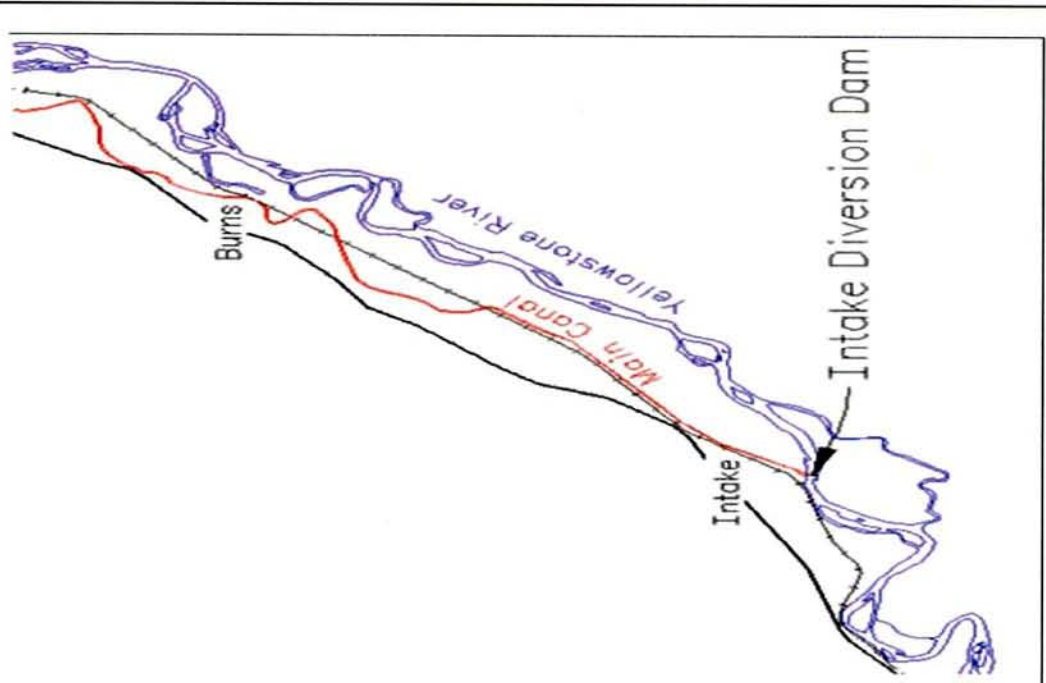 Intake Diversion Dam
Yellowstone River
Main Canal
Burns
Intake